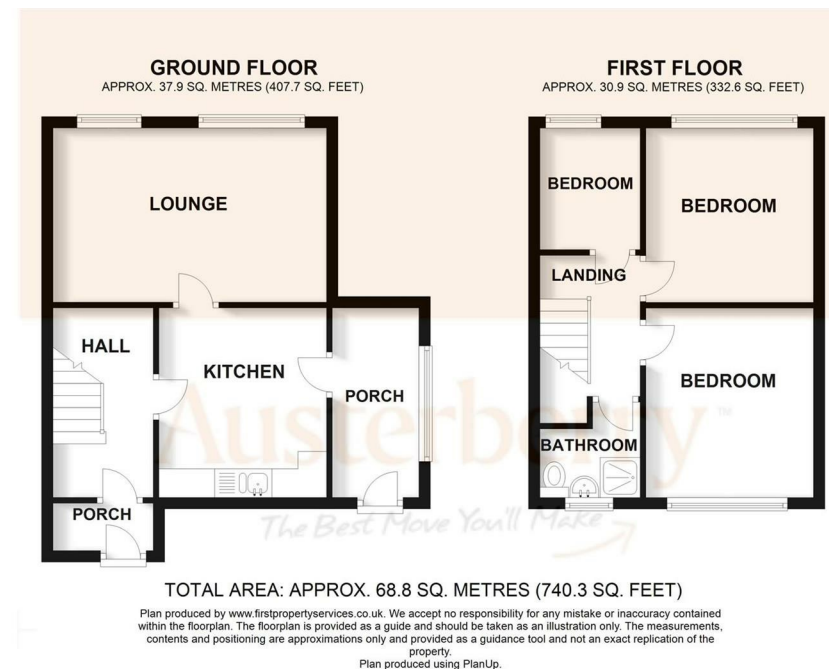 GROUND FLOOR
APPROX. 37.9 SQ. METRES (407.7 SQ. FEET)
LOUNGE
HALL
KITCHEN
PORCH
PORCH
FIRST FLOOR
APPROX. 30.9 SQ. METRES (332.6 SQ. FEET)
BEDROOM
BEDROOM
LANDING
BEDROOM
BATHROOM
Austerberry™
The Best Move You'll Make
TOTAL AREA: APPROX. 68.8 SQ. METRES (740.3 SQ. FEET)
Plan produced by www.firstpropertyservices.co.uk. We accept no responsibility for any mistake or inaccuracy contained
within the floorplan. The floorplan is provided as a guide and should be taken as an illustration only. The measurements,
contents and positioning are approximations only and provided as a guidance tool and not an exact replication of the
property.
Plan produced using PlanUp.